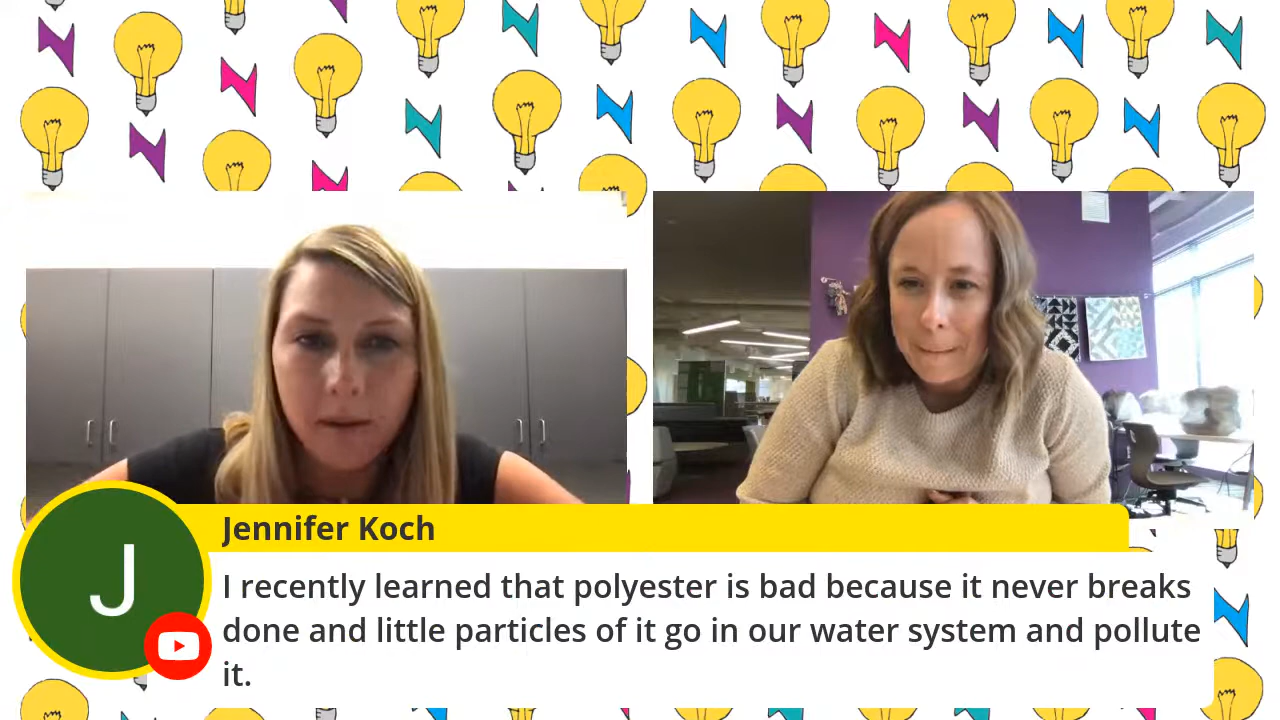 J
Jennifer Koch
I recently learned that polyester is bad because it never breaks
done and little particles of it go in our water system and pollute
it.